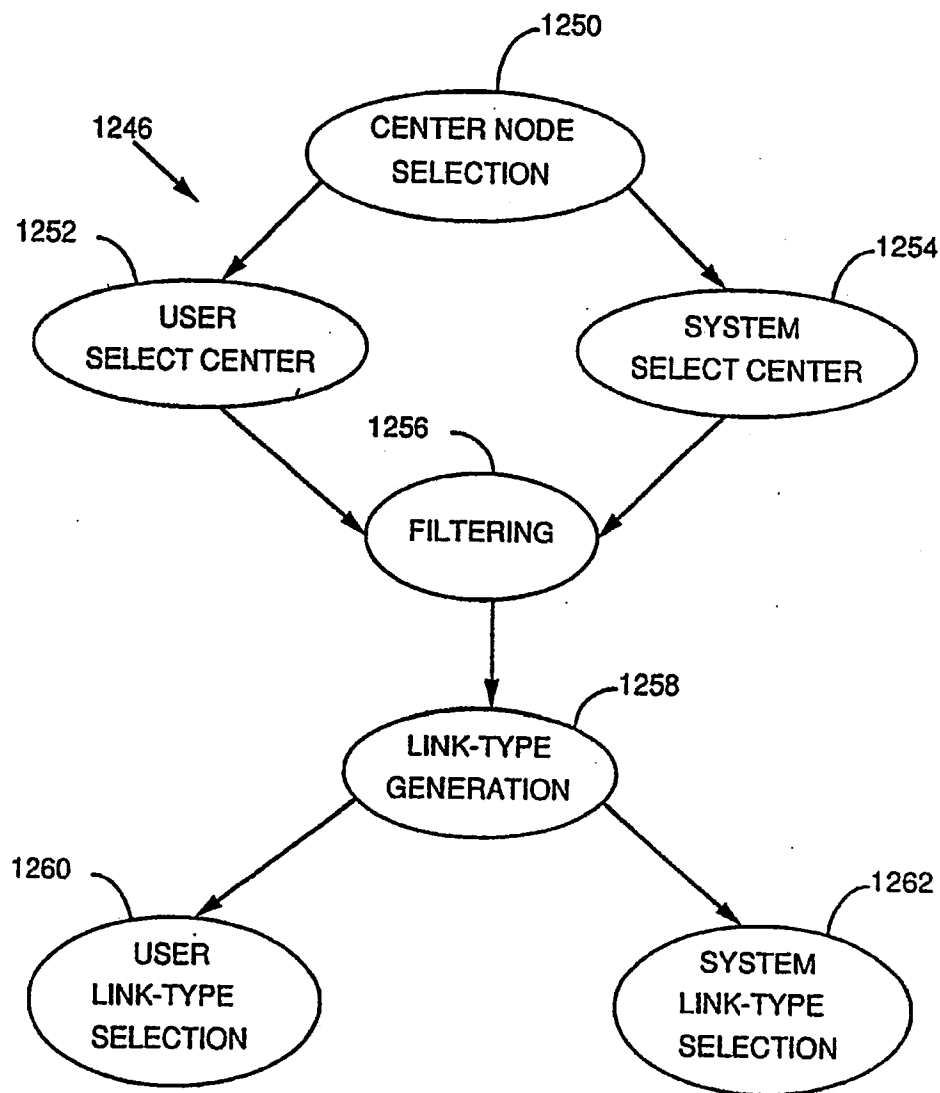 1250
CENTER NODE
SELECTION
1246
1252
USER
SELECT CENTER
1254
SYSTEM
SELECT CENTER
1256
FILTERING
1258
LINK-TYPE
GENERATION
1260
USER
LINK-TYPE
SELECTION
1262
SYSTEM
LINK-TYPE
SELECTION